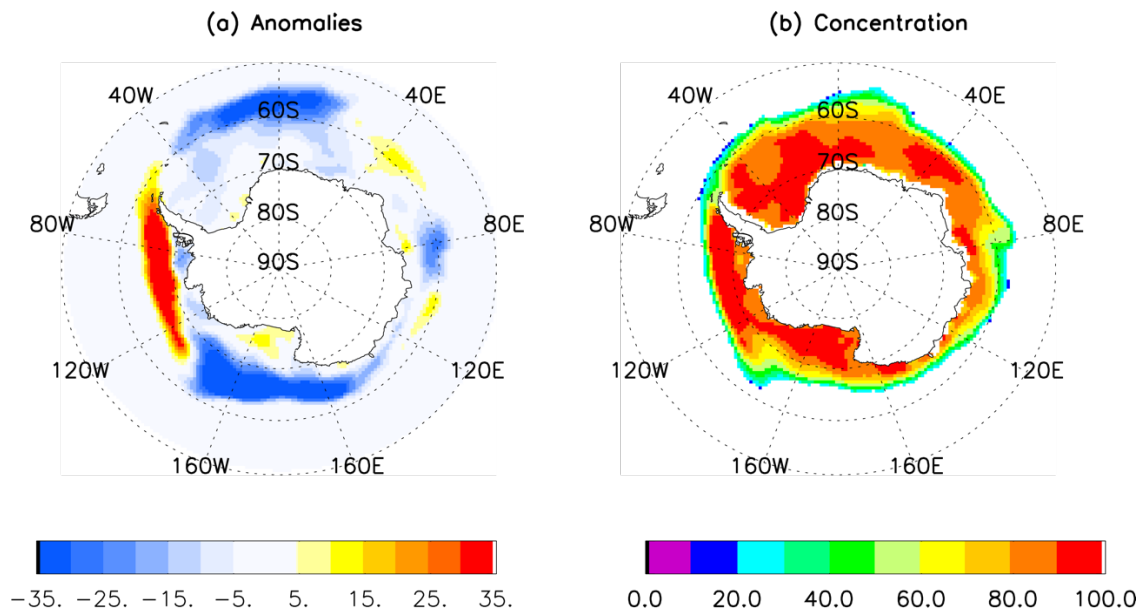 (a) Anomalies
(b) Concentration
40W
40E
60S
70S
80W
80S
80E
90S
120W
120E
160W
160E
40W
40E
60S
70S
80W
80S
80E
90S
120W
120E
160W
160E
−35. −25. −15. −5. 5. 15. 25. 35.
0.0 20.0 40.0 60.0 80.0 100.0